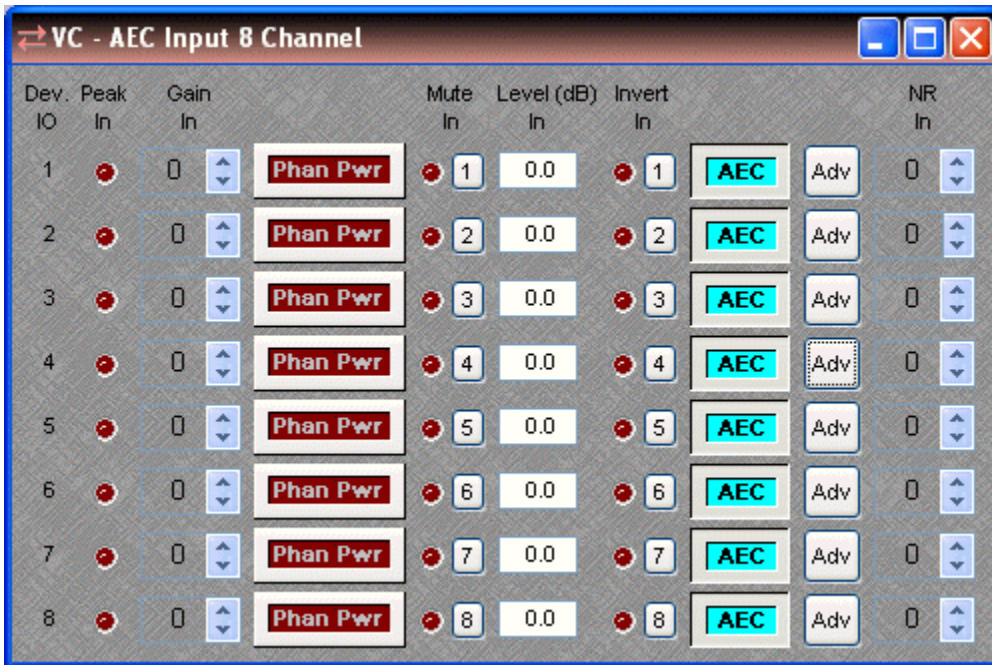 VC - AEC Input 8 Channel
Dev. Peak Gain Mute Level (dB) Invert NR
IO In In In In In In
1 0 Phan Pwr 1 0.0 1 AEC Adv 0
2 0 Phan Pwr 2 0.0 2 AEC Adv 0
3 0 Phan Pwr 3 0.0 3 AEC Adv 0
4 0 Phan Pwr 4 0.0 4 AEC Adv 0
5 0 Phan Pwr 5 0.0 5 AEC Adv 0
6 0 Phan Pwr 6 0.0 6 AEC Adv 0
7 0 Phan Pwr 7 0.0 7 AEC Adv 0
8 0 Phan Pwr 8 0.0 8 AEC Adv 0